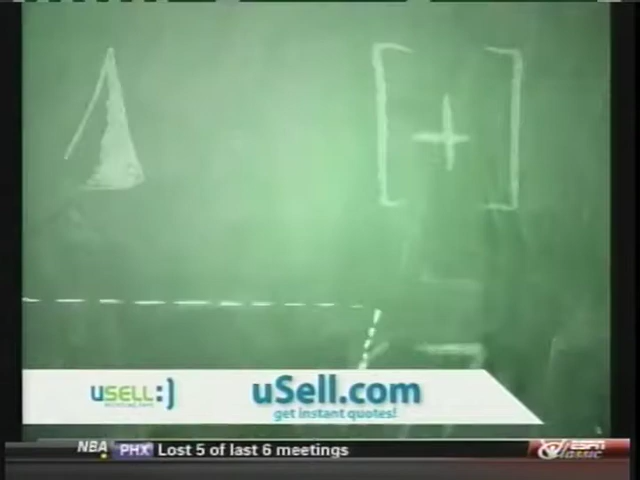 [+]
uSELL:)
uSell.com
get instant quotes!
NBA PHX Lost 5 of last 6 meetings
ESPN
Classic